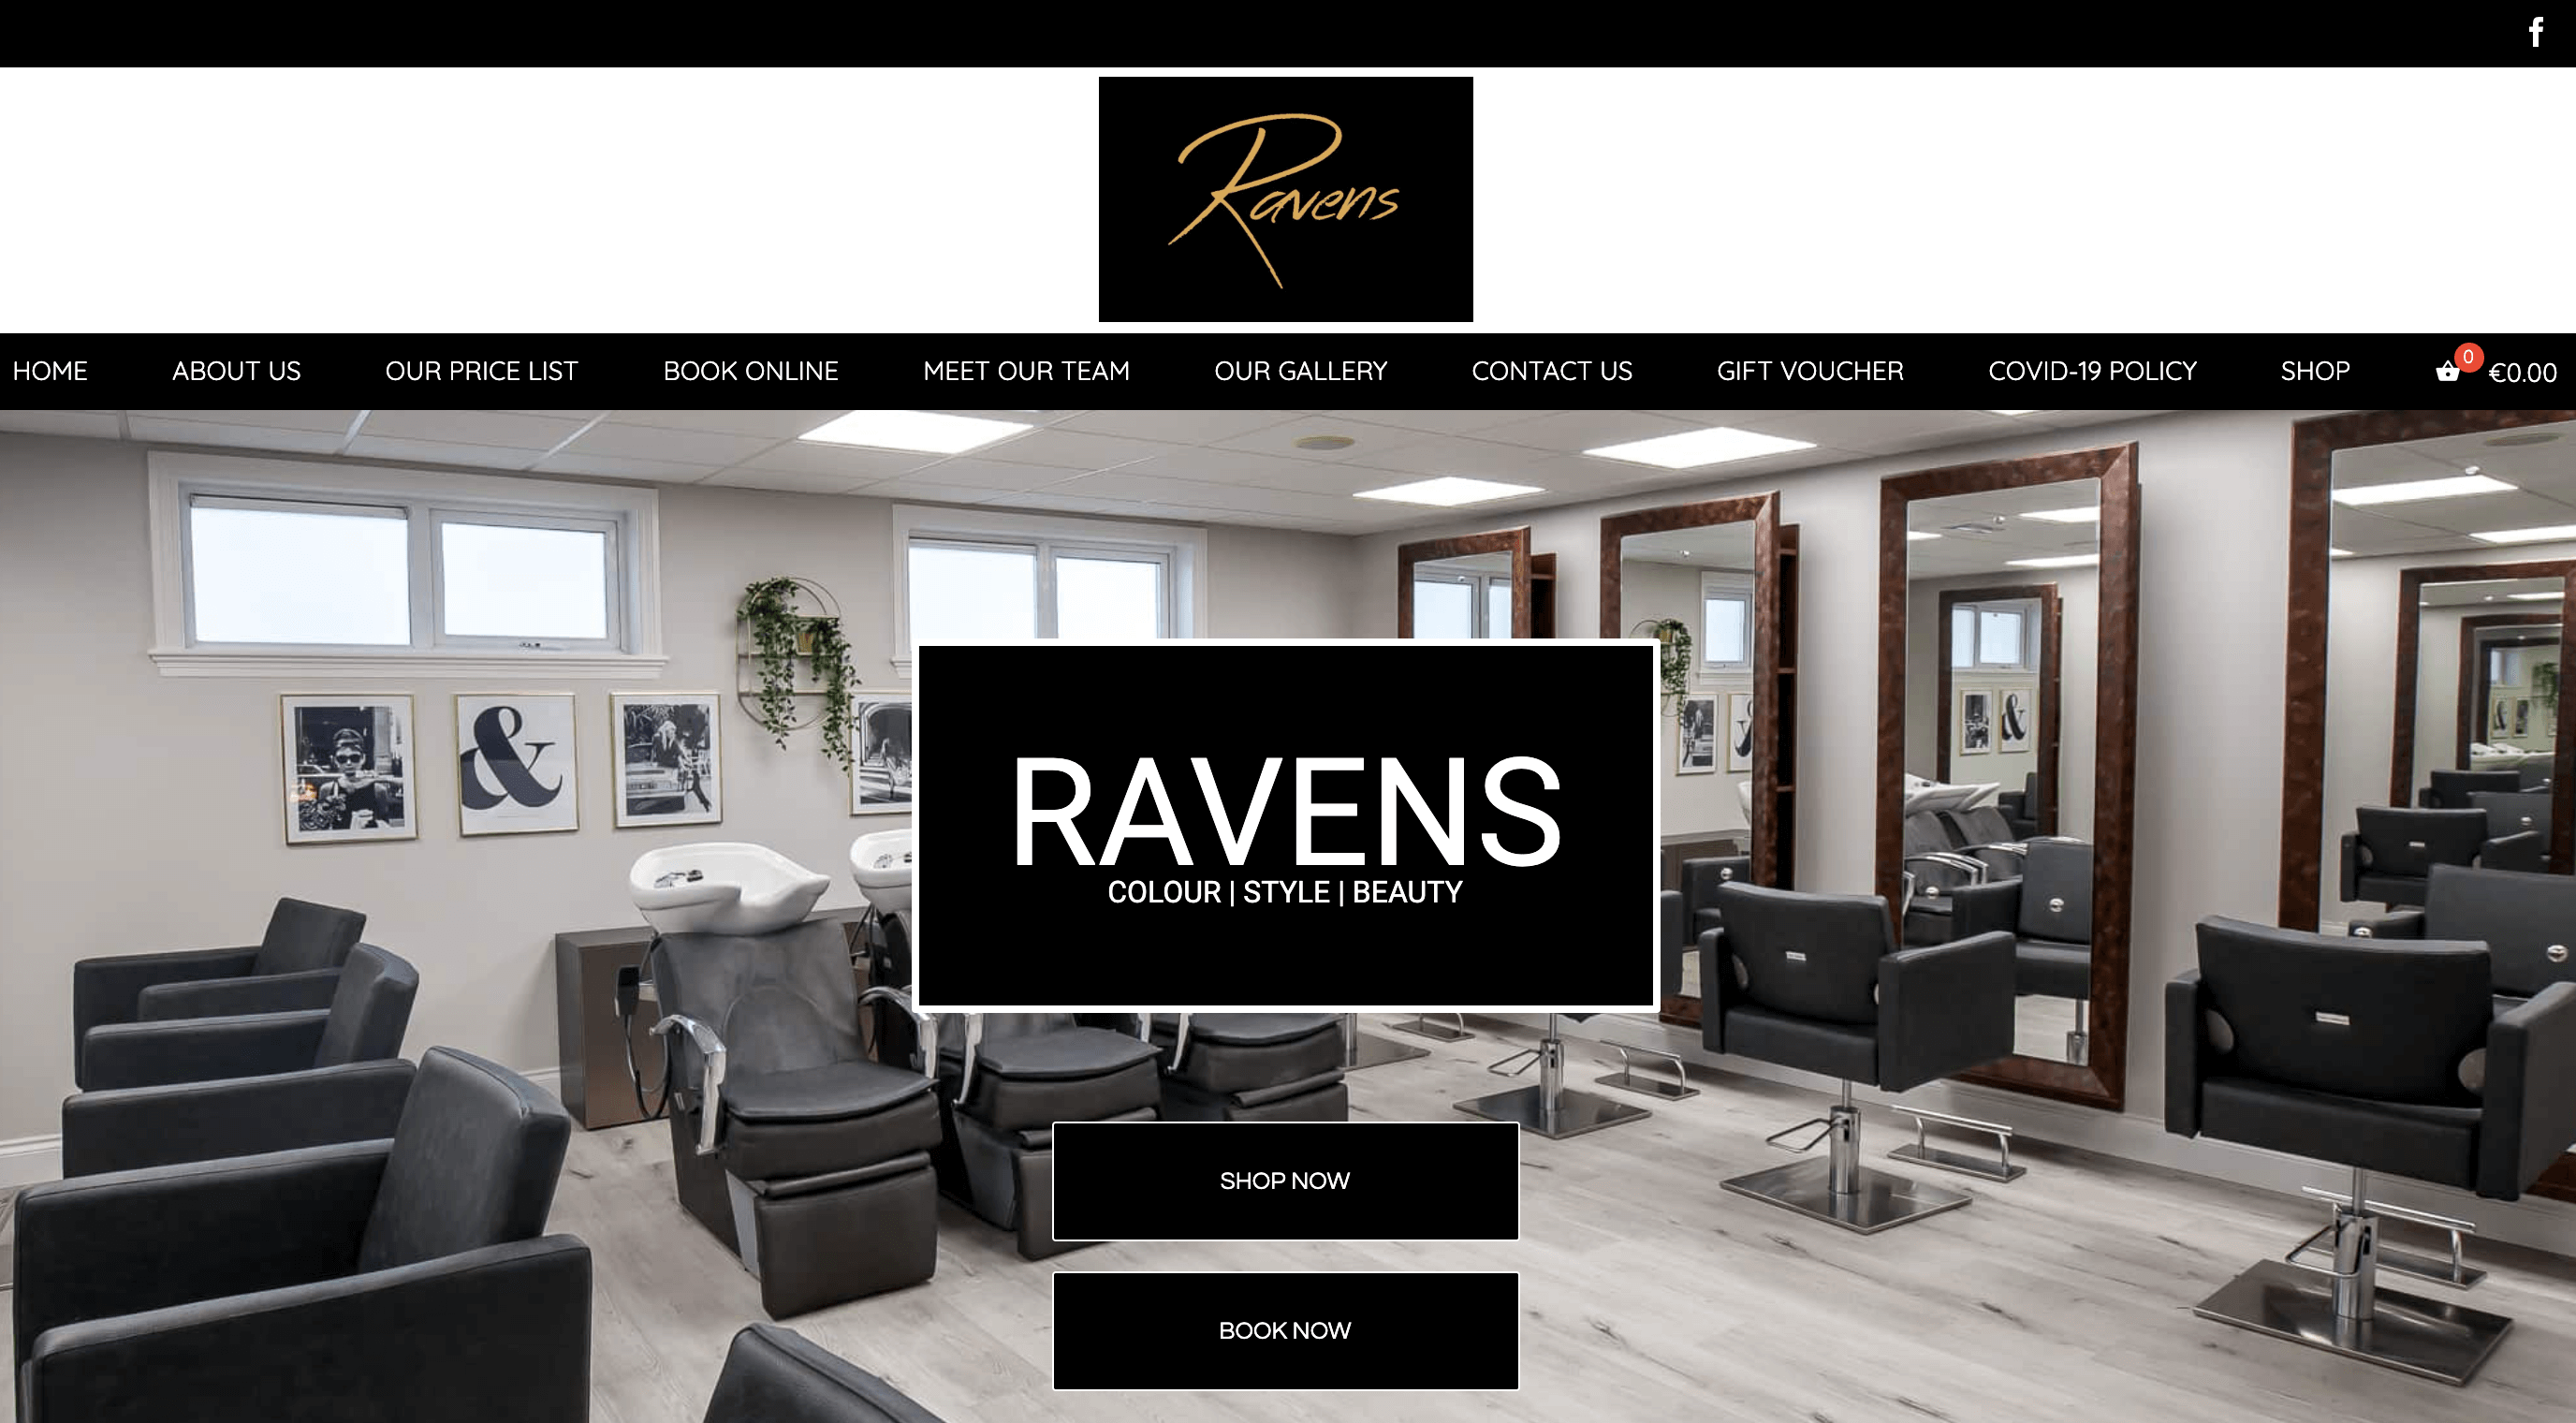 f
Ravens
HOME ABOUT US OUR PRICE LIST BOOK ONLINE MEET OUR TEAM OUR GALLERY CONTACT US GIFT VOUCHER COVID-19 POLICY SHOP 0 €0.00
&
RAVENS
COLOUR | STYLE | BEAUTY
SHOP NOW
BOOK NOW